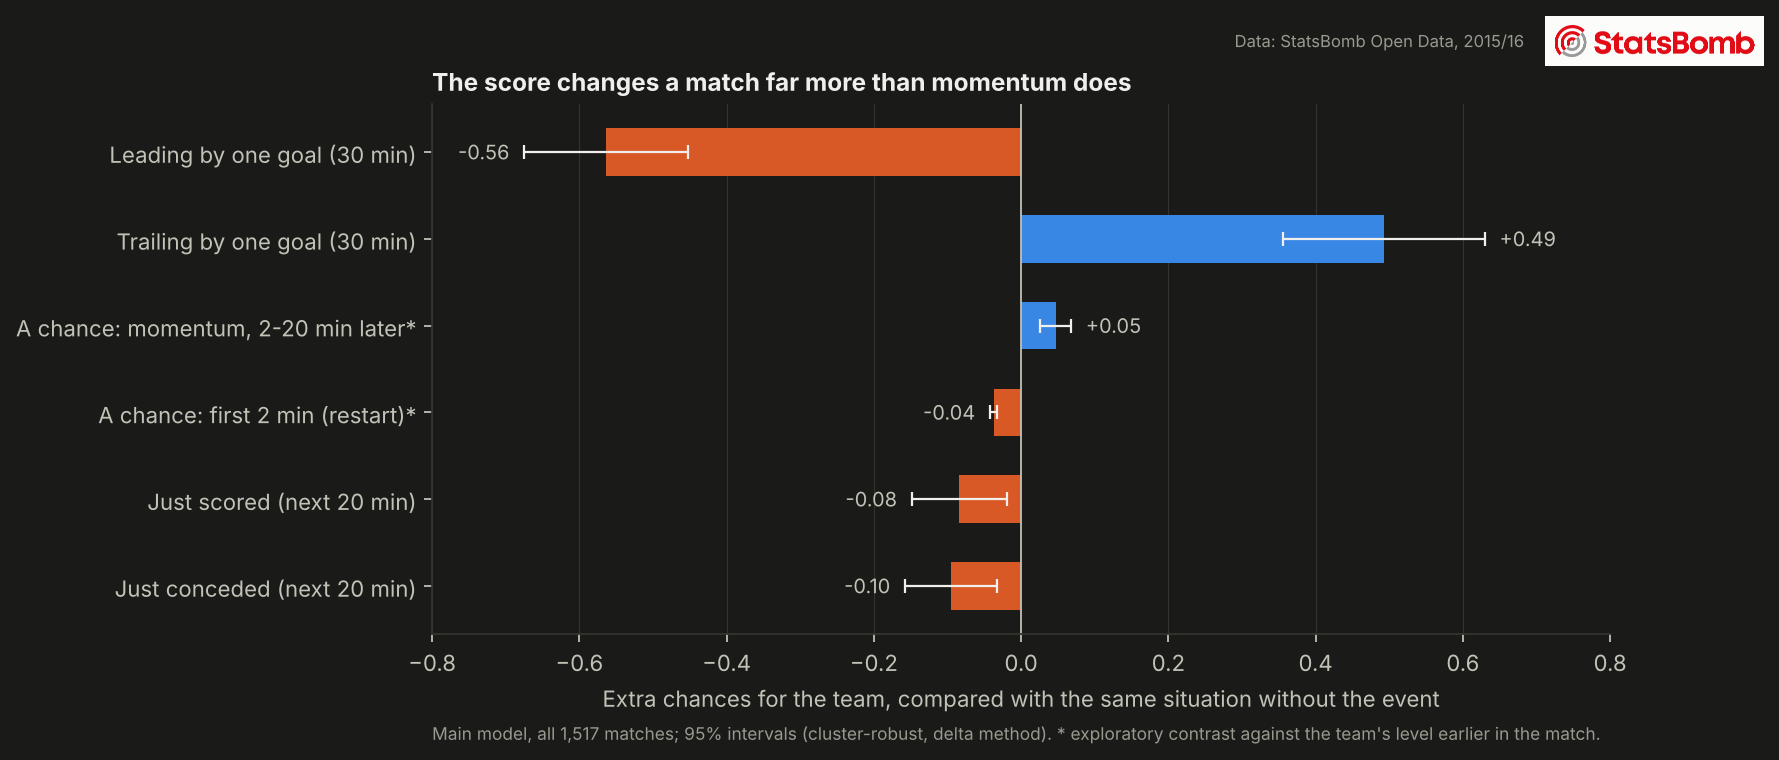 Data: StatsBomb Open Data, 2015/16
StatsBomb
The score changes a match far more than momentum does
Leading by one goal (30 min)
-0.56
Trailing by one goal (30 min)
+0.49
A chance: momentum, 2-20 min later*
+0.05
A chance: first 2 min (restart)*
-0.04
Just scored (next 20 min)
-0.08
Just conceded (next 20 min)
-0.10
−0.8 −0.6 −0.4 −0.2 0.0 0.2 0.4 0.6 0.8
Extra chances for the team, compared with the same situation without the event
Main model, all 1,517 matches; 95% intervals (cluster-robust, delta method). * exploratory contrast against the team's level earlier in the match.